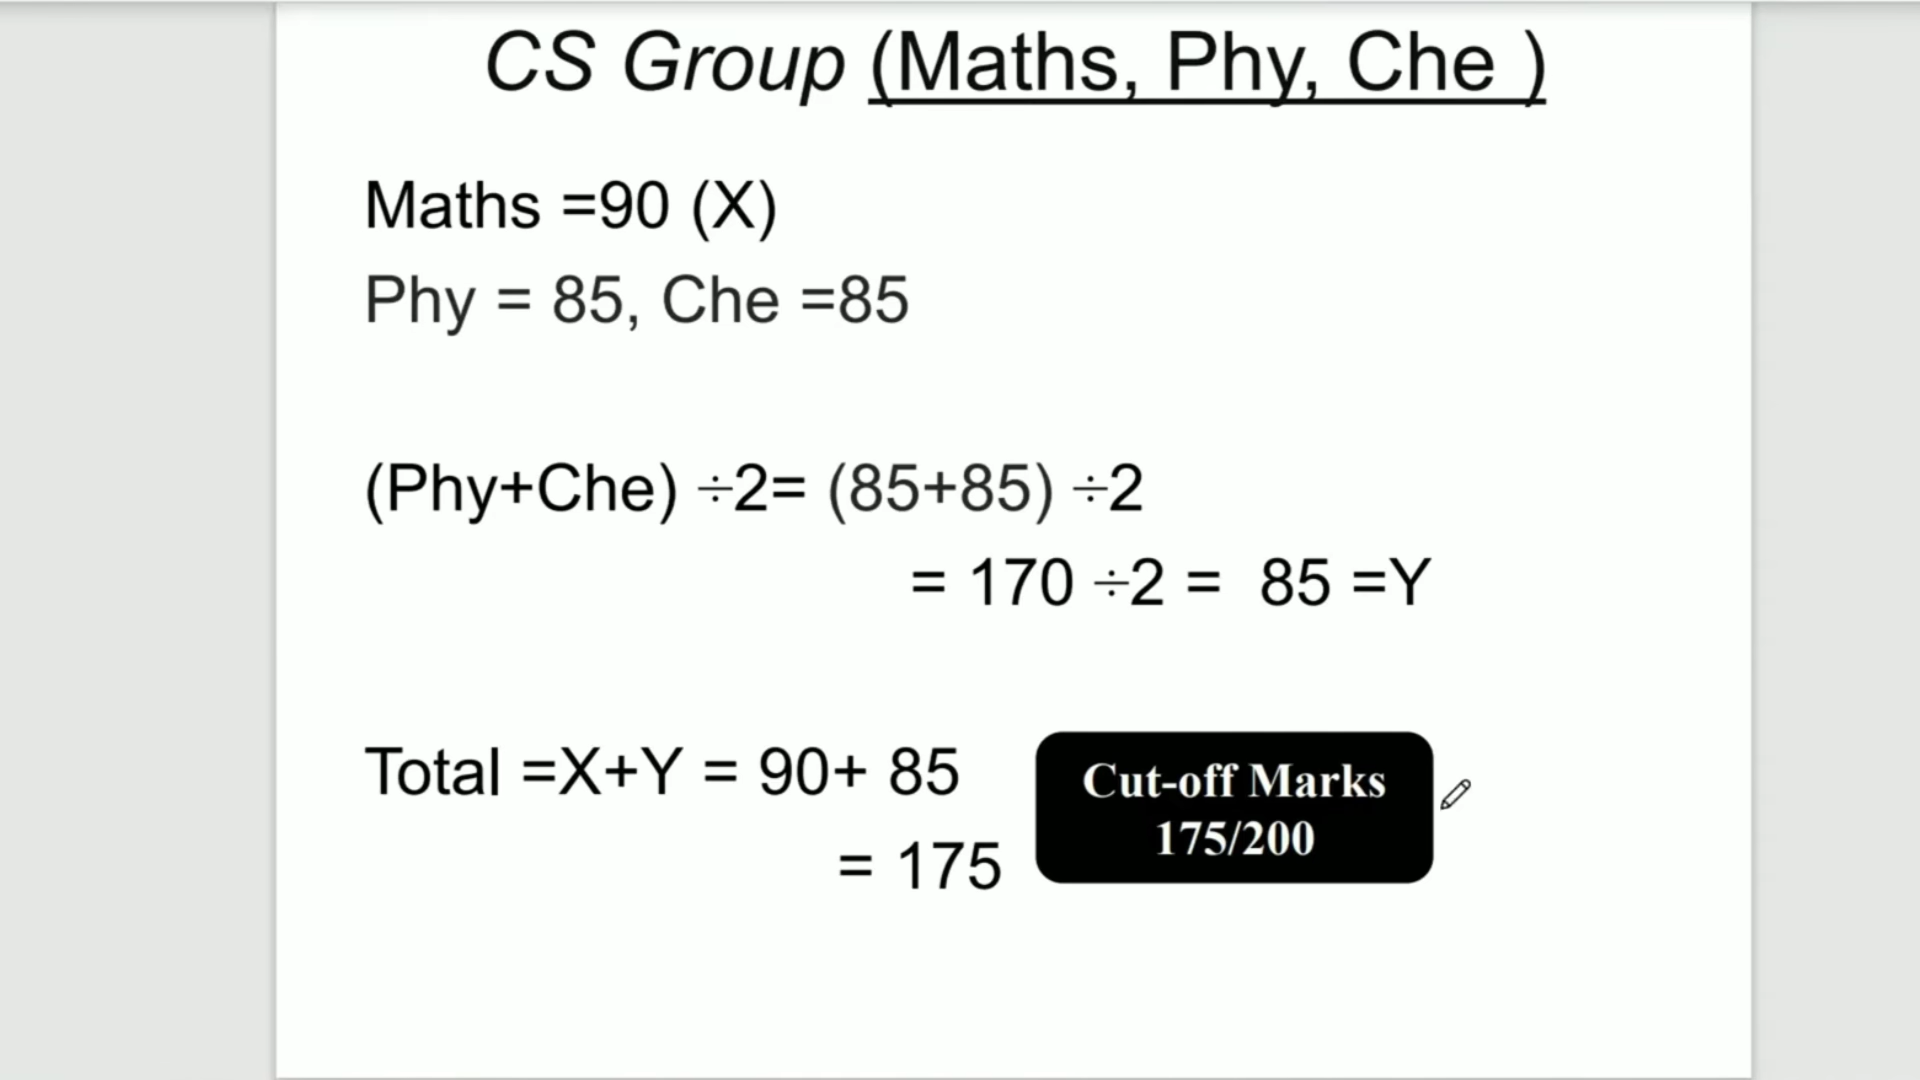 CS Group (Maths, Phy, Che )
Maths =90 (X)
Phy = 85, Che =85
(Phy+Che) ÷2= (85+85) ÷2
= 170 ÷2 = 85 =Y
Total =X+Y = 90+ 85
= 175
Cut-off Marks
175/200